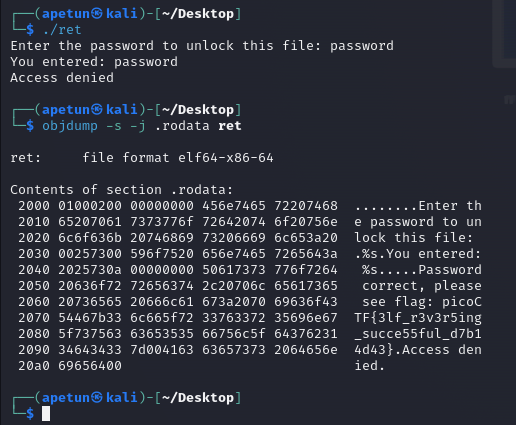 ┌──(apetun㉿kali)-[~/Desktop]
└─$ ./ret
Enter the password to unlock this file: password
You entered: password
Access denied
┌──(apetun㉿kali)-[~/Desktop]
└─$ objdump -s -j .rodata ret
ret:     file format elf64-x86-64
Contents of section .rodata:
 2000 01000200 00000000 456e7465 72207468  ........Enter th
 2010 65207061 7373776f 72642074 6f20756e  e password to un
 2020 6c6f636b 20746869 73206669 6c653a20  lock this file: 
 2030 00257300 596f7520 656e7465 7265643a  .%s.You entered:
 2040 2025730a 00000000 50617373 776f7264   %s.....Password
 2050 20636f72 72656374 2c20706c 65617365   correct, please
 2060 20736565 20666c61 673a2070 69636f43   see flag: picoC
 2070 54467b33 6c665f72 33763372 35696e67  TF{3lf_r3v3r5ing
 2080 5f737563 63653535 66756c5f 64376231  _succe55ful_d7b1
 2090 34643433 7d004163 63657373 2064656e  4d43}.Access den
 20a0 69656400                             ied.
┌──(apetun㉿kali)-[~/Desktop]
└─$